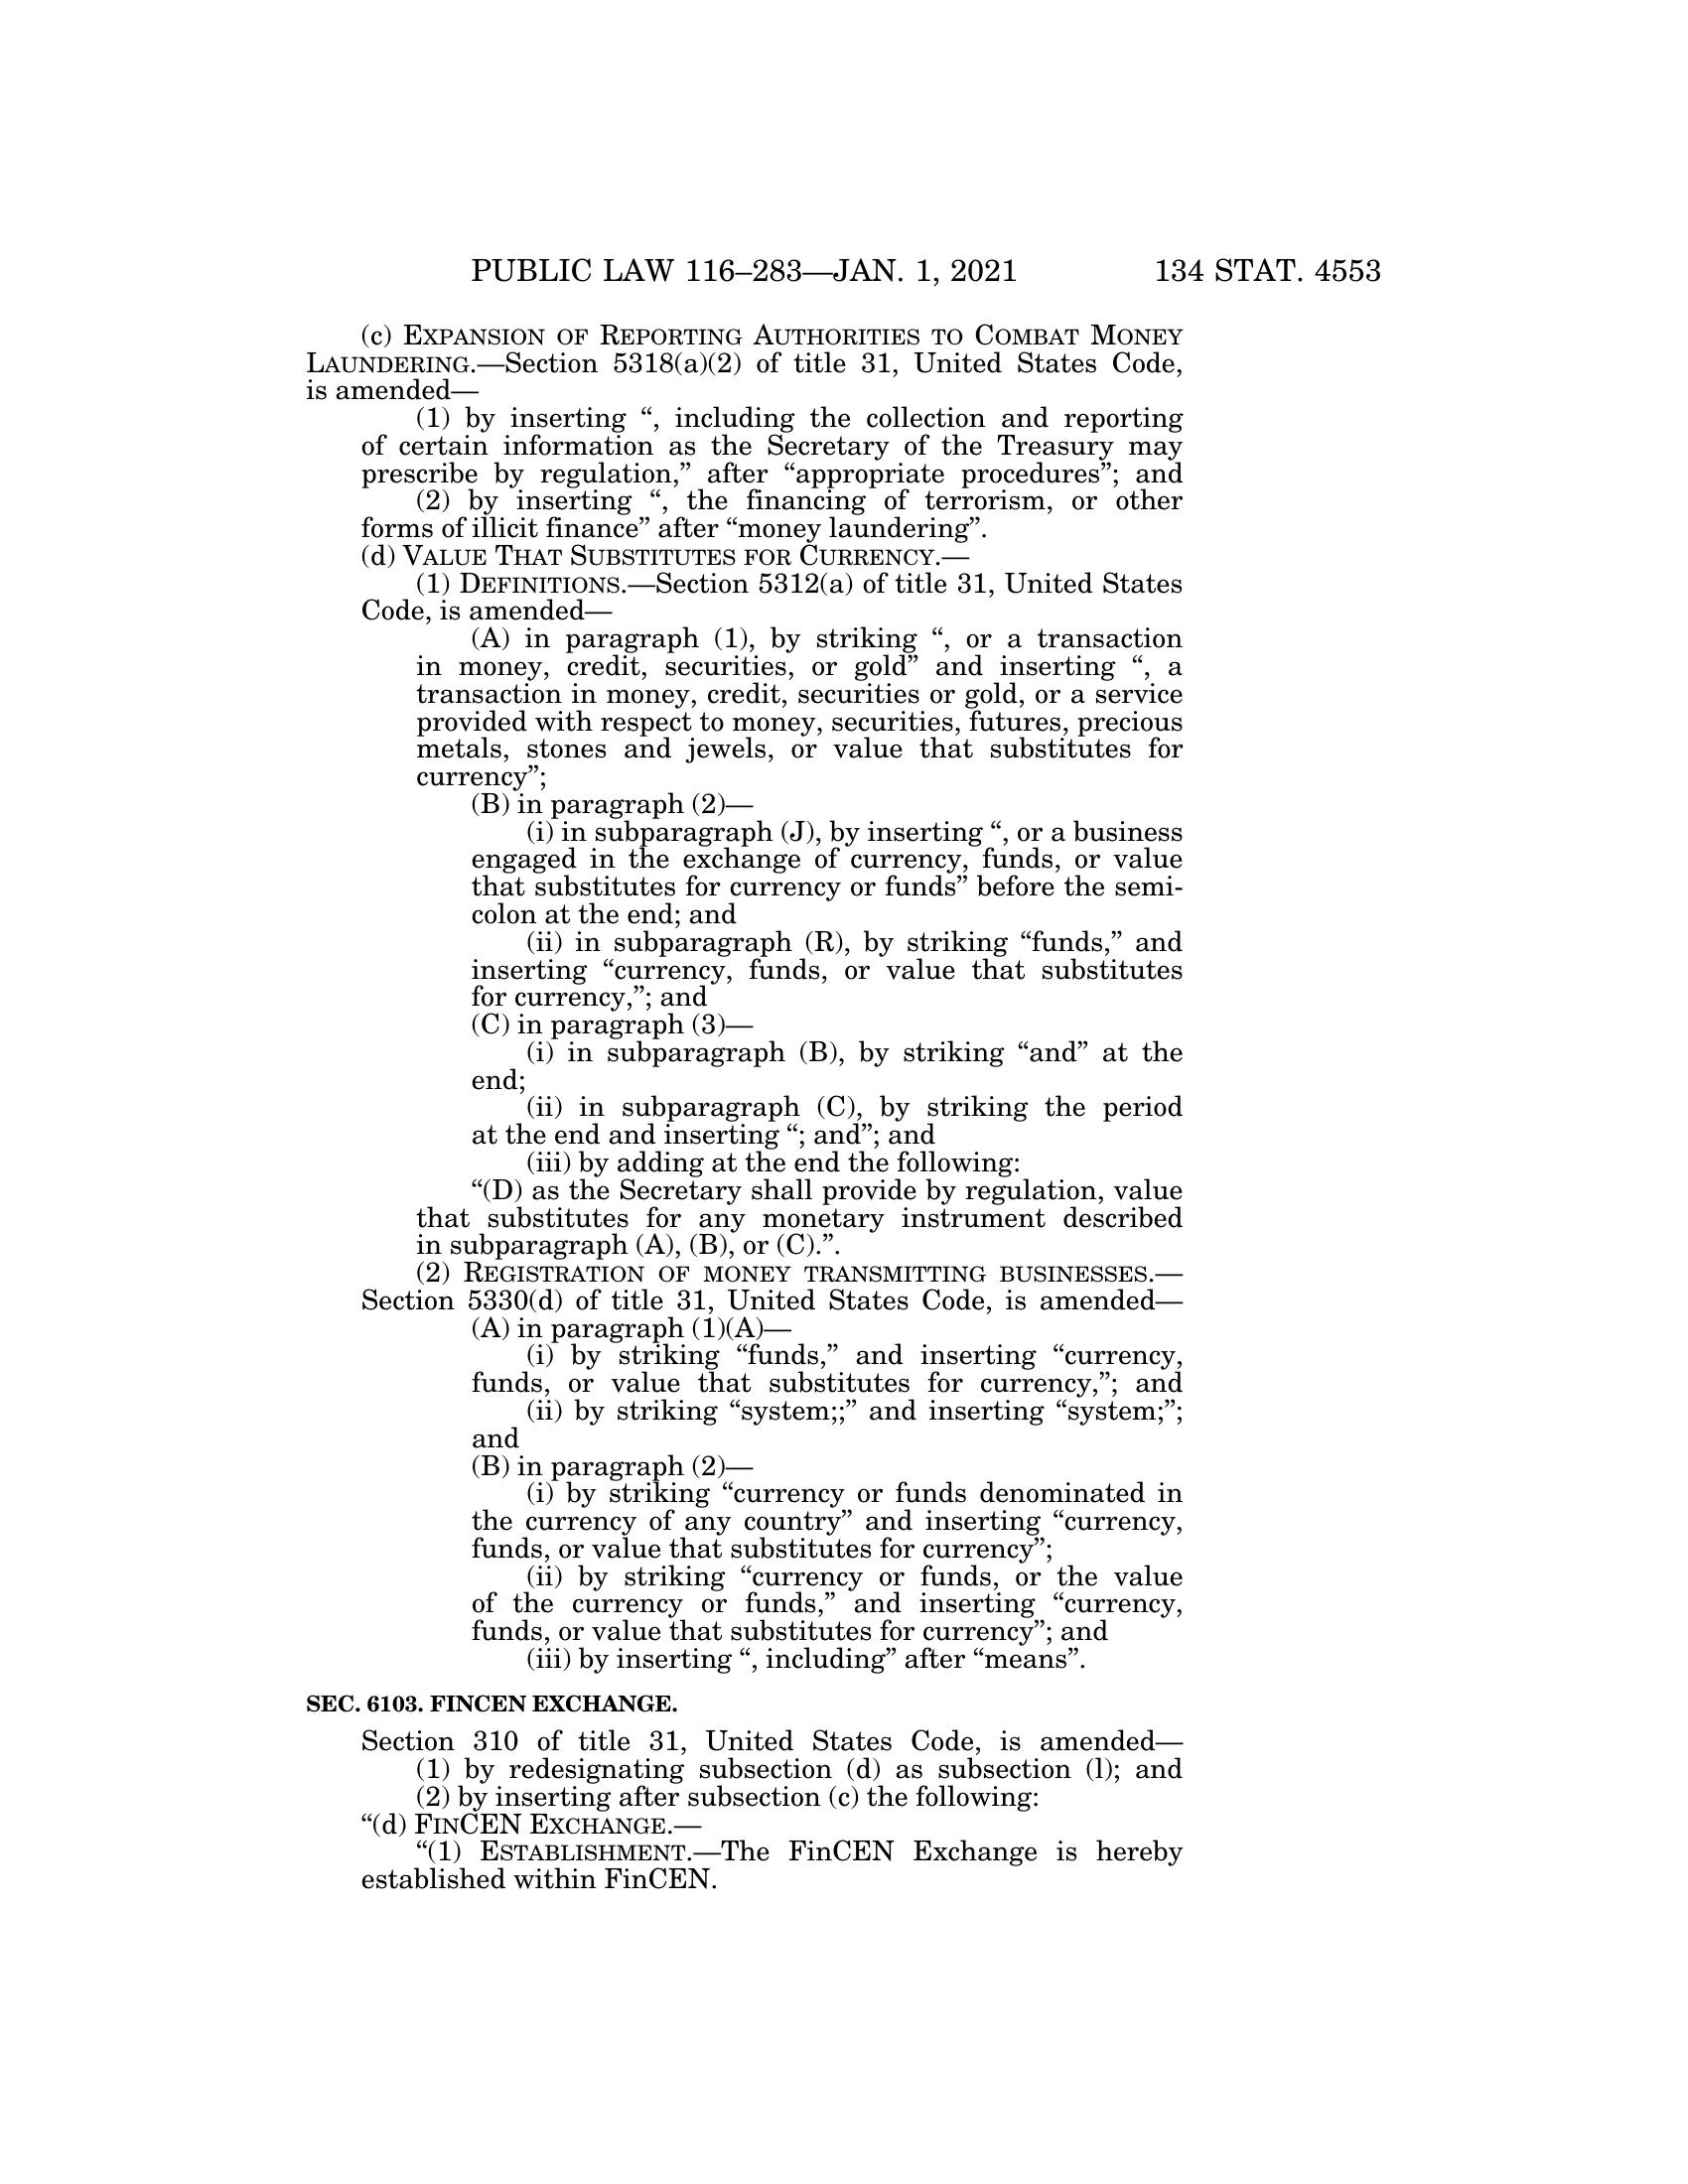 PUBLIC LAW 116–283—JAN. 1, 2021 134 STAT. 4553
(c) EXPANSION OF REPORTING AUTHORITIES TO COMBAT MONEY
LAUNDERING.—Section 5318(a)(2) of title 31, United States Code,
is amended—
(1) by inserting “, including the collection and reporting
of certain information as the Secretary of the Treasury may
prescribe by regulation,” after “appropriate procedures”; and
(2) by inserting “, the financing of terrorism, or other
forms of illicit finance” after “money laundering”.
(d) VALUE THAT SUBSTITUTES FOR CURRENCY.—
(1) DEFINITIONS.—Section 5312(a) of title 31, United States
Code, is amended—
(A) in paragraph (1), by striking “, or a transaction
in money, credit, securities, or gold” and inserting “, a
transaction in money, credit, securities or gold, or a service
provided with respect to money, securities, futures, precious
metals, stones and jewels, or value that substitutes for
currency”;
(B) in paragraph (2)—
(i) in subparagraph (J), by inserting “, or a business
engaged in the exchange of currency, funds, or value
that substitutes for currency or funds” before the semi-
colon at the end; and
(ii) in subparagraph (R), by striking “funds,” and
inserting “currency, funds, or value that substitutes
for currency,”; and
(C) in paragraph (3)—
(i) in subparagraph (B), by striking “and” at the
end;
(ii) in subparagraph (C), by striking the period
at the end and inserting “; and”; and
(iii) by adding at the end the following:
“(D) as the Secretary shall provide by regulation, value
that substitutes for any monetary instrument described
in subparagraph (A), (B), or (C).”.
(2) REGISTRATION OF MONEY TRANSMITTING BUSINESSES.—
Section 5330(d) of title 31, United States Code, is amended—
(A) in paragraph (1)(A)—
(i) by striking “funds,” and inserting “currency,
funds, or value that substitutes for currency,”; and
(ii) by striking “system;;” and inserting “system;”;
and
(B) in paragraph (2)—
(i) by striking “currency or funds denominated in
the currency of any country” and inserting “currency,
funds, or value that substitutes for currency”;
(ii) by striking “currency or funds, or the value
of the currency or funds,” and inserting “currency,
funds, or value that substitutes for currency”; and
(iii) by inserting “, including” after “means”.
SEC. 6103. FINCEN EXCHANGE.
Section 310 of title 31, United States Code, is amended—
(1) by redesignating subsection (d) as subsection (l); and
(2) by inserting after subsection (c) the following:
“(d) FINCEN EXCHANGE.—
“(1) ESTABLISHMENT.—The FinCEN Exchange is hereby
established within FinCEN.